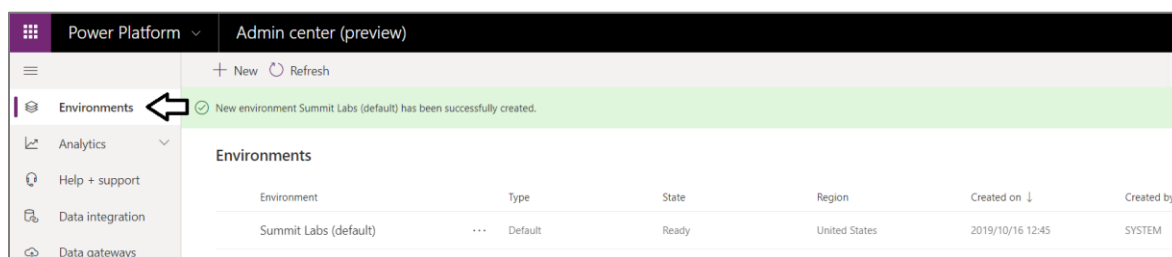 Power Platform Admin center (preview)
New Refresh
Environments
New environment Summit Labs (default) has been successfully created.
Analytics
Environments
Help + support
Environment Type State Region Created on ↓ Created by
Data integration
Summit Labs (default) ... Default Ready United States 2019/10/16 12:45 SYSTEM
Data gateways